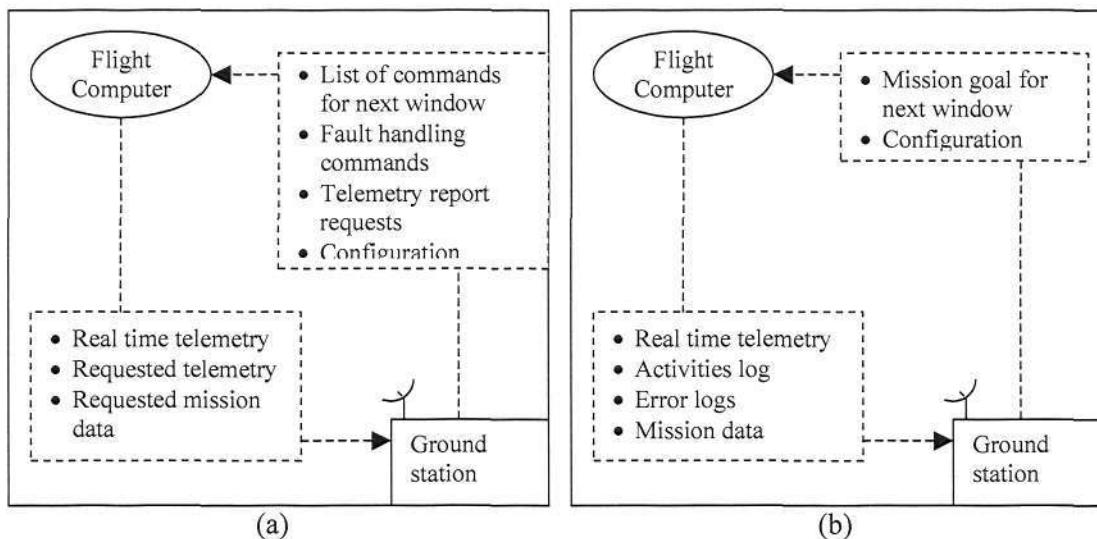 Flight
Computer
• List of commands
for next window
• Fault handling
commands
• Telemetry report
requests
• Configuration
• Real time telemetry
• Requested telemetry
• Requested mission
data
Ground
station
(a)
Flight
Computer
• Mission goal for
next window
• Configuration
• Real time telemetry
• Activities log
• Error logs
• Mission data
Ground
station
(b)